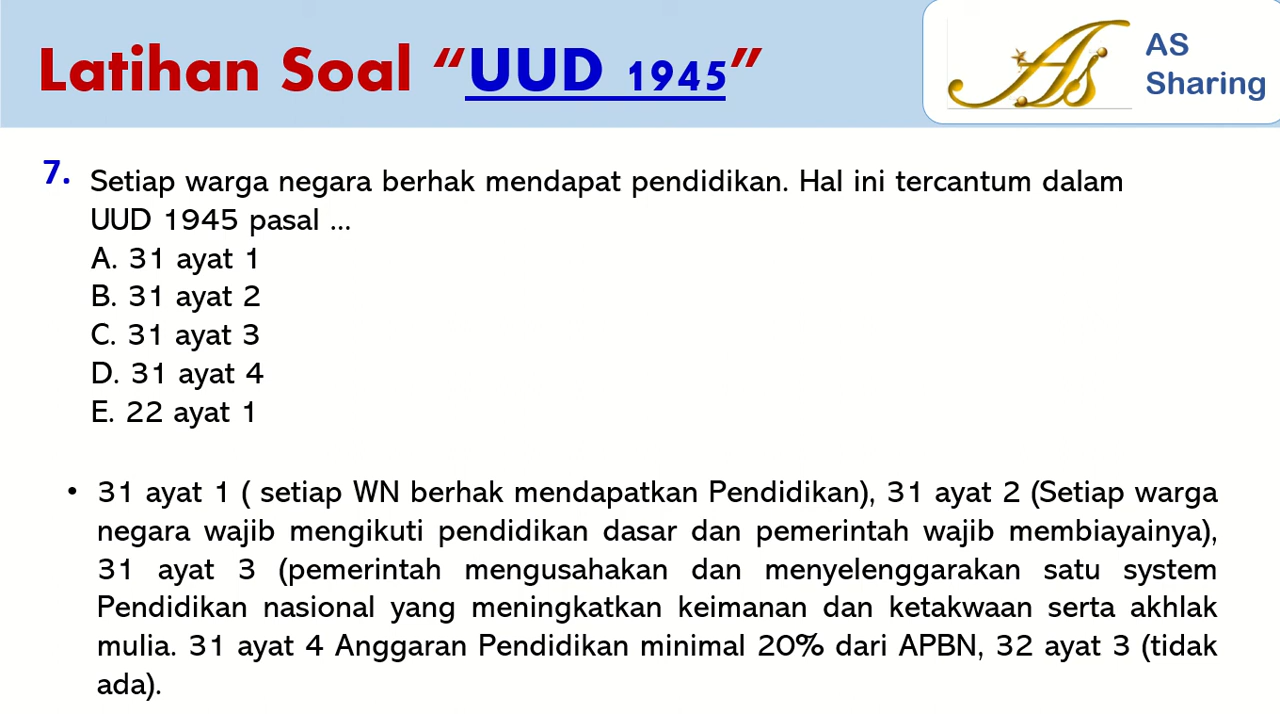 Latihan Soal “UUD 1945”
As
AS
Sharing
7. Setiap warga negara berhak mendapat pendidikan. Hal ini tercantum dalam
UUD 1945 pasal ...
A. 31 ayat 1
B. 31 ayat 2
C. 31 ayat 3
D. 31 ayat 4
E. 22 ayat 1
• 31 ayat 1 ( setiap WN berhak mendapatkan Pendidikan), 31 ayat 2 (Setiap warga
negara wajib mengikuti pendidikan dasar dan pemerintah wajib membiayainya),
31 ayat 3 (pemerintah mengusahakan dan menyelenggarakan satu system
Pendidikan nasional yang meningkatkan keimanan dan ketakwaan serta akhlak
mulia. 31 ayat 4 Anggaran Pendidikan minimal 20% dari APBN, 32 ayat 3 (tidak
ada).